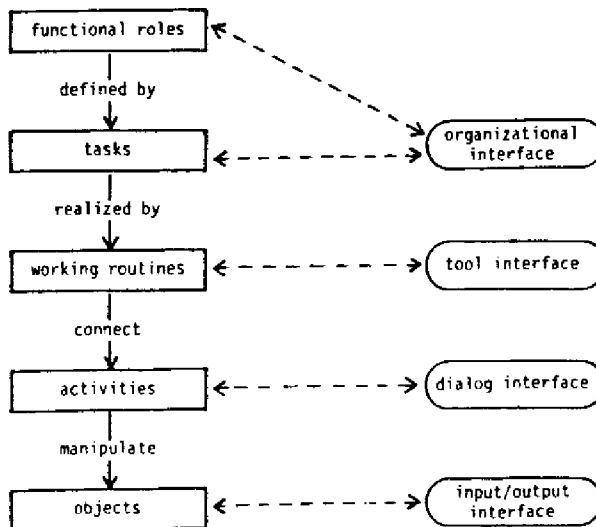 functional roles
defined by
organizational
interface
tasks
realized by
working routines
tool interface
connect
activities
dialog interface
manipulate
objects
input/output
interface